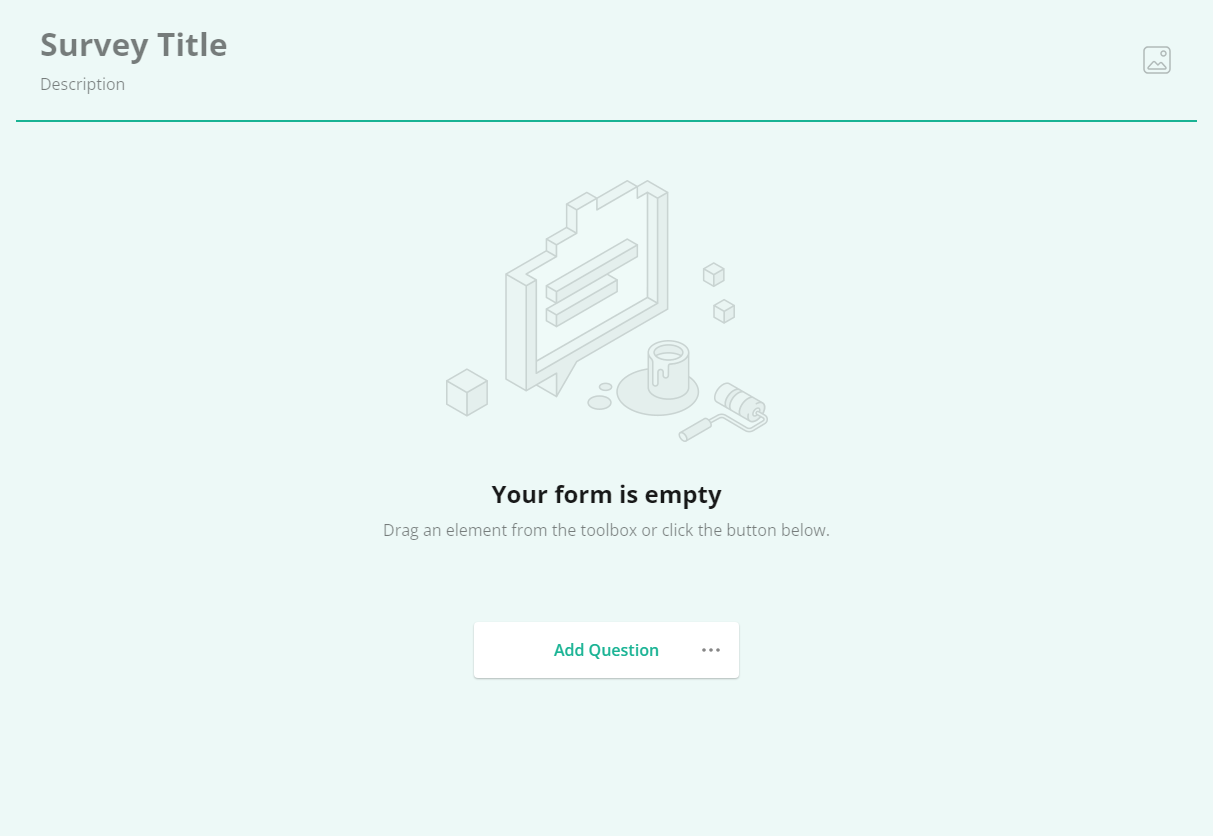 Survey Title
Description
Your form is empty
Drag an element from the toolbox or click the button below.
Add Question